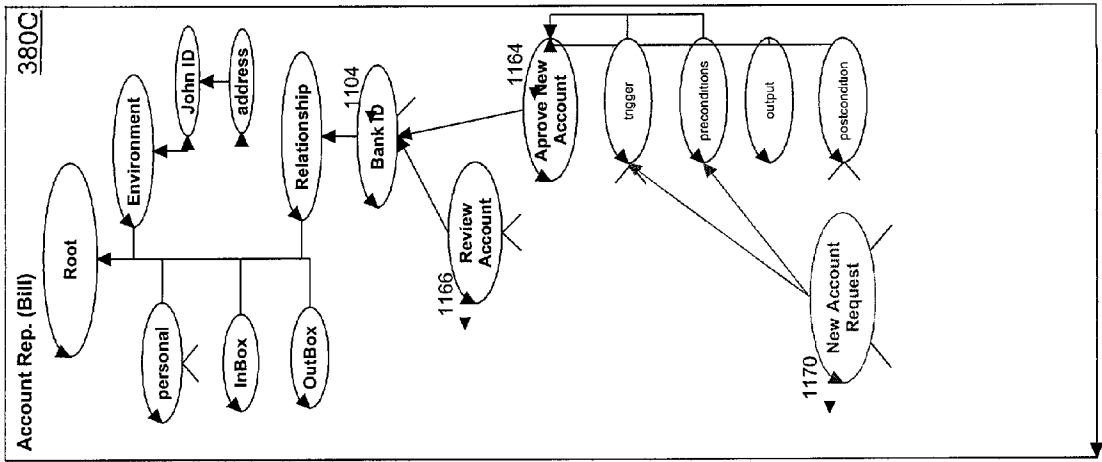 380C
Account Rep. (Bill)
Root
Environment
John ID
address
personal
InBox
OutBox
Relationship
1104
Bank ID
1166
Review
Account
1164
Aprove New
Account
trigger
preconditions
output
postcondition
1170
New Account
Request